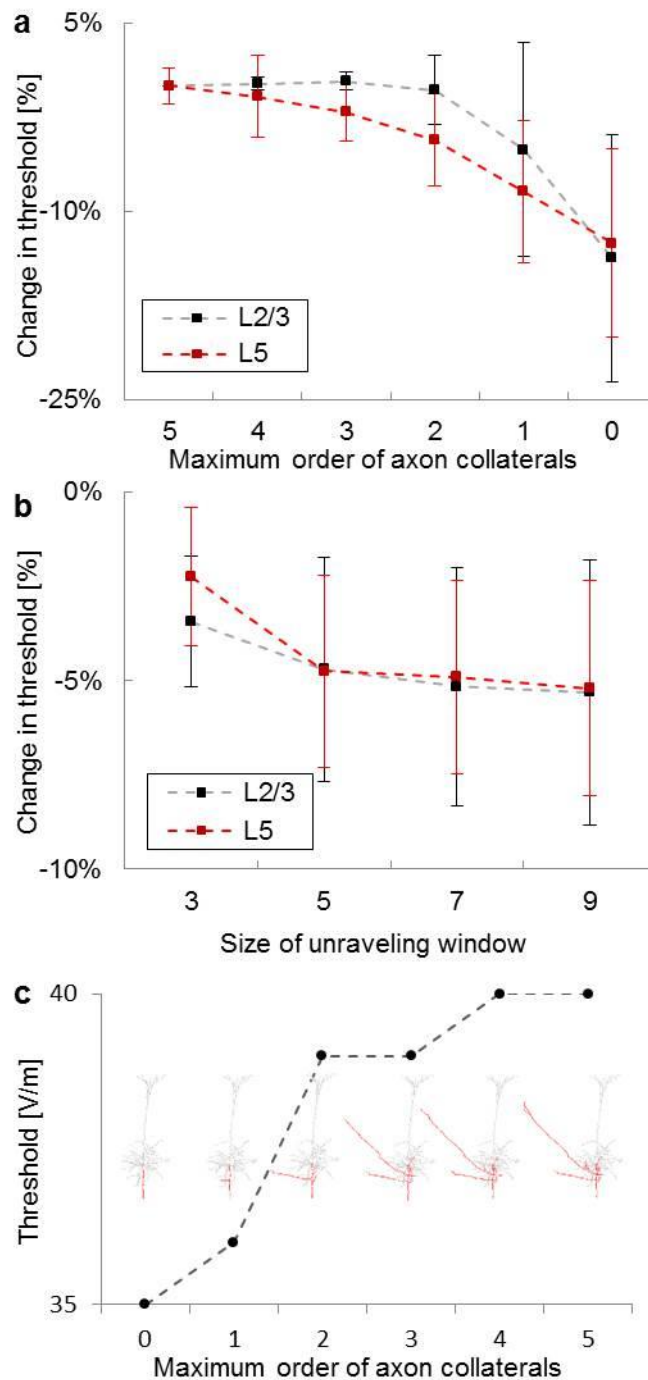 a
5%
-10%
-25%
Change in threshold [%]
L2/3
L5
5 4 3 2 1 0
Maximum order of axon collaterals
b
0%
-5%
-10%
Change in threshold [%]
L2/3
L5
3 5 7 9
Size of unraveling window
c
40
35
Threshold [V/m]
0 1 2 3 4 5
Maximum order of axon collaterals